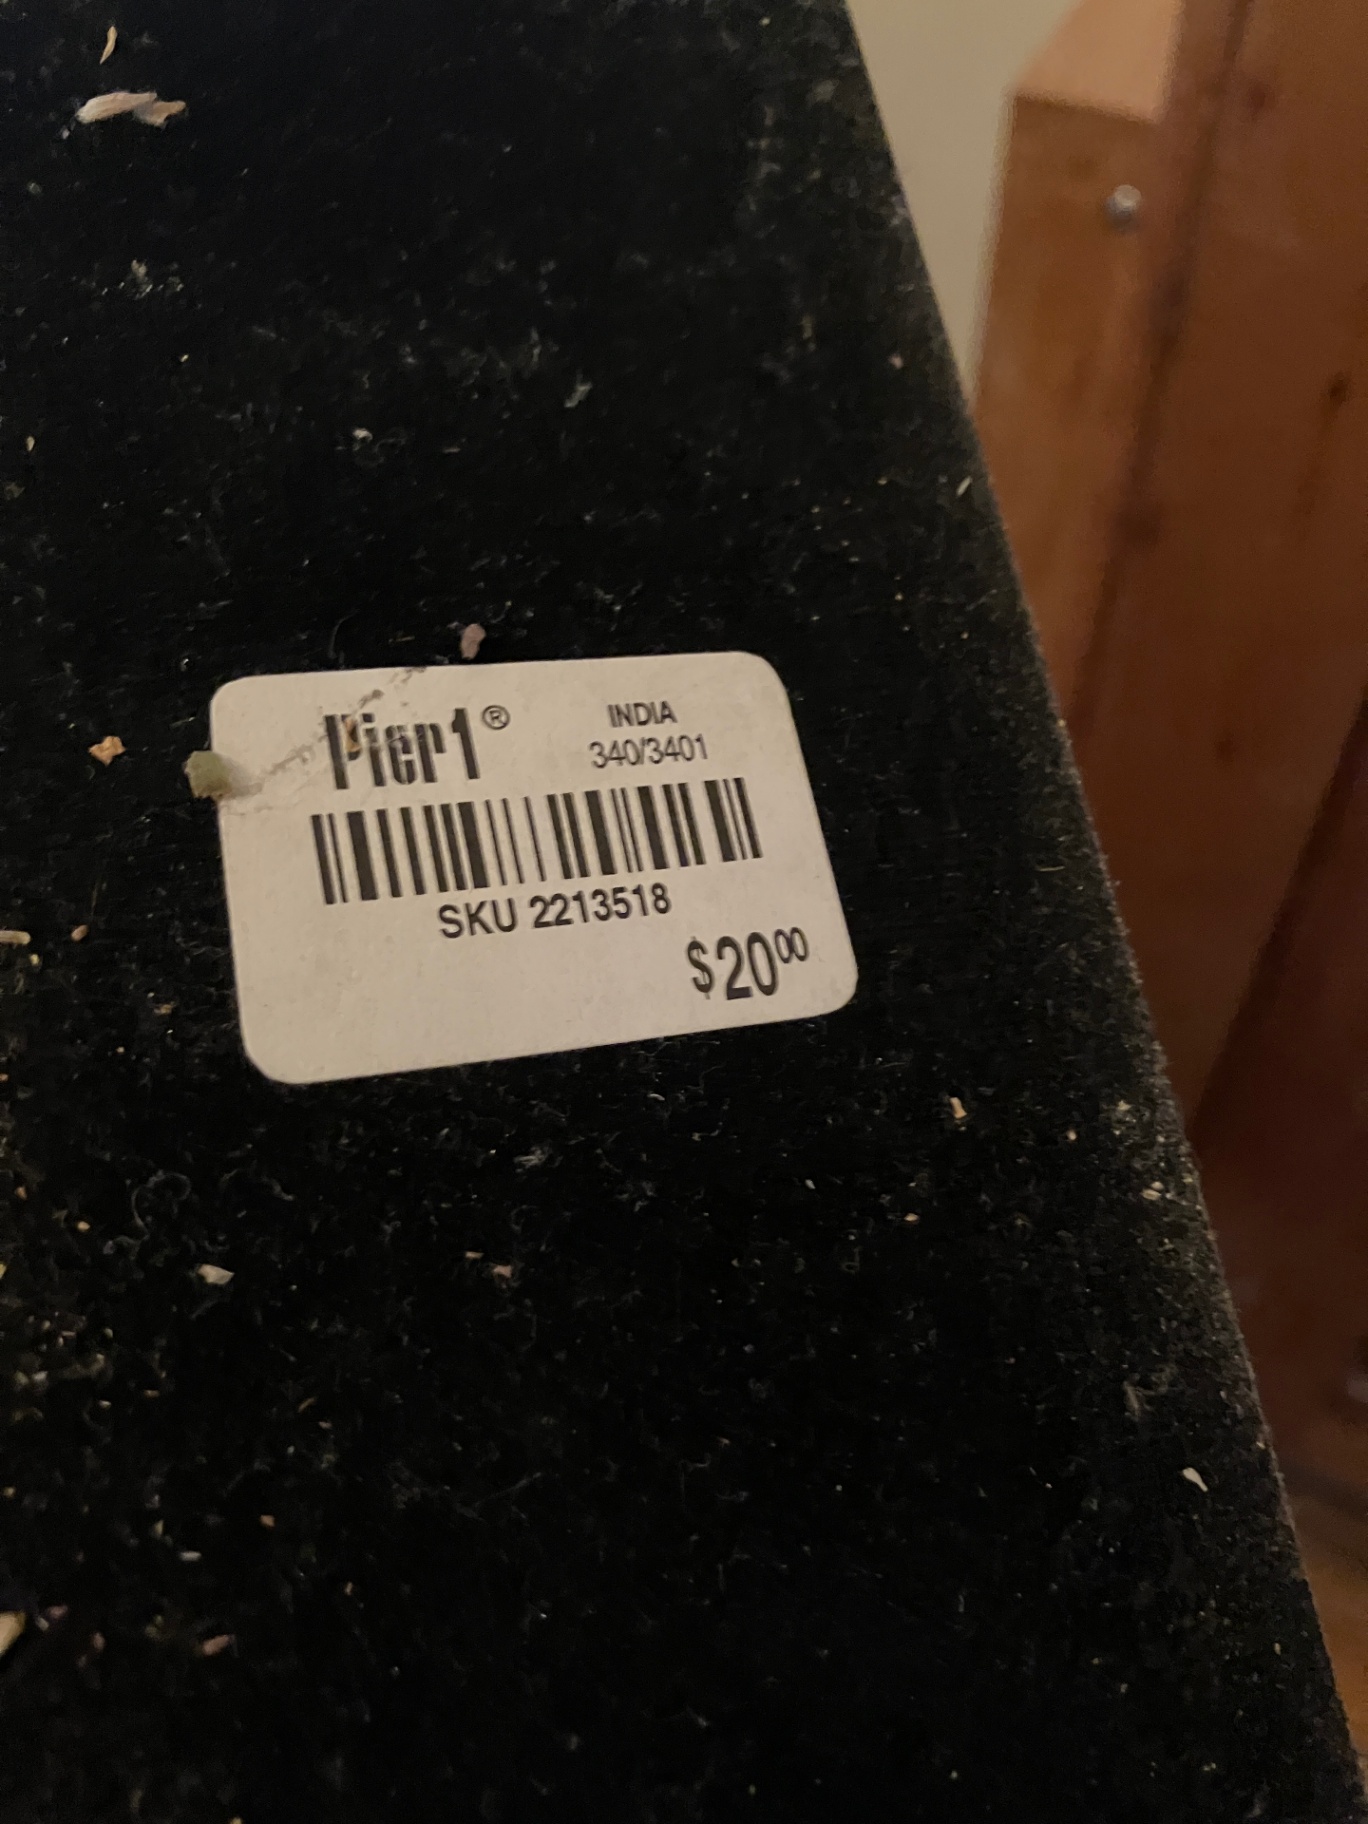 Pier1®
INDIA
340/3401
SKU 2213518
$20⁰⁰